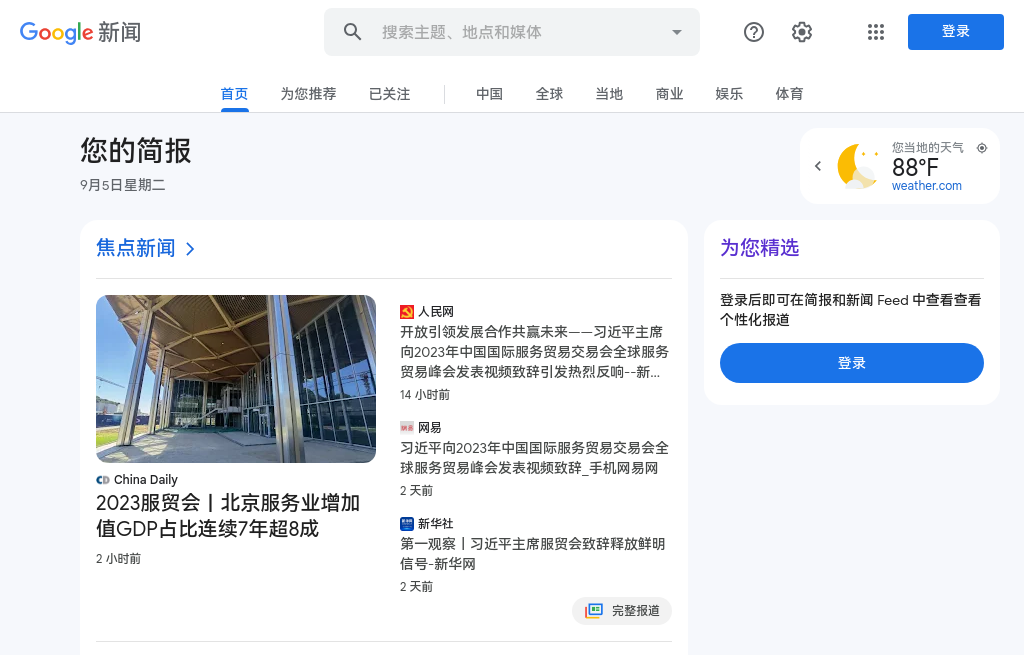 Google 新闻
搜索主题、地点和媒体
登录
首页
为您推荐
已关注
中国
全球
当地
商业
娱乐
体育
您的简报
9月5日星期二
您当地的天气
88°F
weather.com
焦点新闻
China Daily
2023服贸会丨北京服务业增加
值GDP占比连续7年超8成
2 小时前
人民网
开放引领发展合作共赢未来——习近平主席
向2023年中国国际服务贸易交易会全球服务
贸易峰会发表视频致辞引发热烈反响--新...
14 小时前
网易
习近平向2023年中国国际服务贸易交易会全
球服务贸易峰会发表视频致辞_手机网易网
2 天前
新华社
第一观察丨习近平主席服贸会致辞释放鲜明
信号-新华网
2 天前
完整报道
为您精选
登录后即可在简报和新闻 Feed 中查看查看
个性化报道
登录